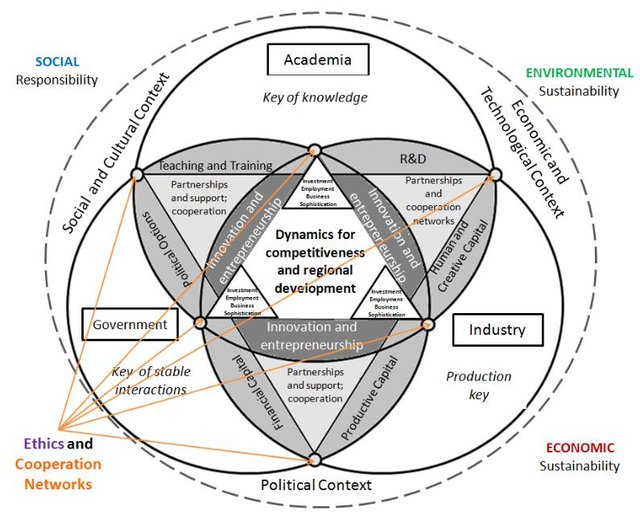 SOCIAL
Responsibility
Academia
Key of knowledge
ENVIRONMENTAL
Sustainability
Social and Cultural Context
Economic and
Technological Context
Teaching and Training
R&D
Partnerships
and support;
cooperation
Investment
Employment
Business
Sophistication
Partnerships
and
cooperation
networks
Political Options
Innovation and
entrepreneurship
Innovation and
entrepreneurship
Human and
Creative Capital
Dynamics for
competitiveness
and regional
development
Investment
Employment
Business
Sophistication
Investment
Employment
Business
Sophistication
Government
Industry
Innovation and
entrepreneurship
Key of stable
interactions
Production
key
Financial Capital
Partnerships
and support;
cooperation
Productive Capital
Ethics and
Cooperation
Networks
ECONOMIC
Sustainability
Political Context